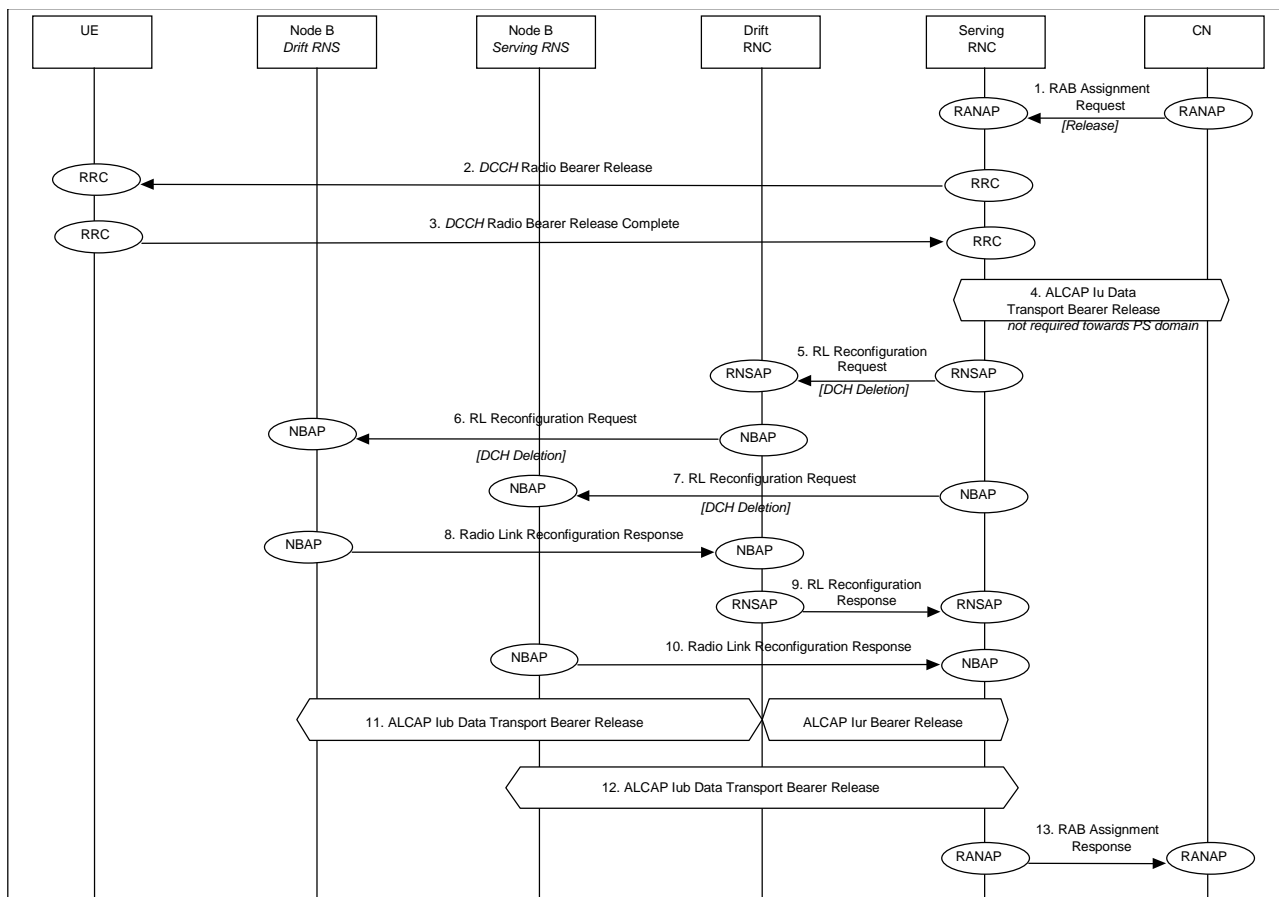 UE
Node B
Drift RNS
Node B
Serving RNS
Drift
RNC
Serving
RNC
CN
1. RAB Assignment
Request
[Release]
RANAP
RANAP
2. DCCH Radio Bearer Release
RRC
RRC
3. DCCH Radio Bearer Release Complete
RRC
RRC
4. ALCAP Iu Data
Transport Bearer Release
not required towards PS domain
5. RL Reconfiguration
Request
[DCH Deletion]
RNSAP
RNSAP
6. RL Reconfiguration Request
[DCH Deletion]
NBAP
NBAP
7. RL Reconfiguration Request
[DCH Deletion]
NBAP
NBAP
8. Radio Link Reconfiguration Response
NBAP
NBAP
9. RL Reconfiguration
Response
RNSAP
RNSAP
10. Radio Link Reconfiguration Response
NBAP
NBAP
11. ALCAP Iub Data Transport Bearer Release
ALCAP Iur Bearer Release
12. ALCAP Iub Data Transport Bearer Release
13. RAB Assignment
Response
RANAP
RANAP